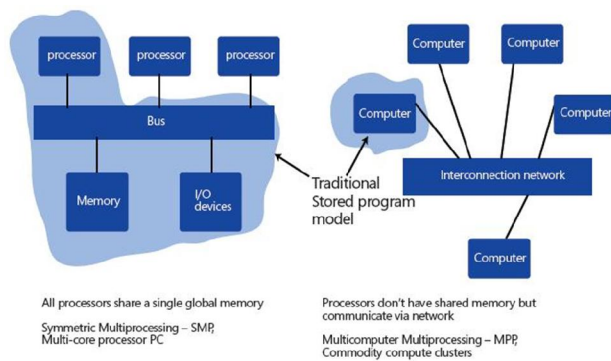 processor
processor
processor
Bus
Memory
I/O
devices
Traditional
Stored program
model
Computer
Computer
Computer
Computer
Interconnection network
Computer
All processors share a single global memory
Symmetric Multiprocessing – SMP,
Multi-core processor PC
Processors don't have shared memory but
communicate via network
Multicomputer Multiprocessing – MPP,
Commodity compute clusters